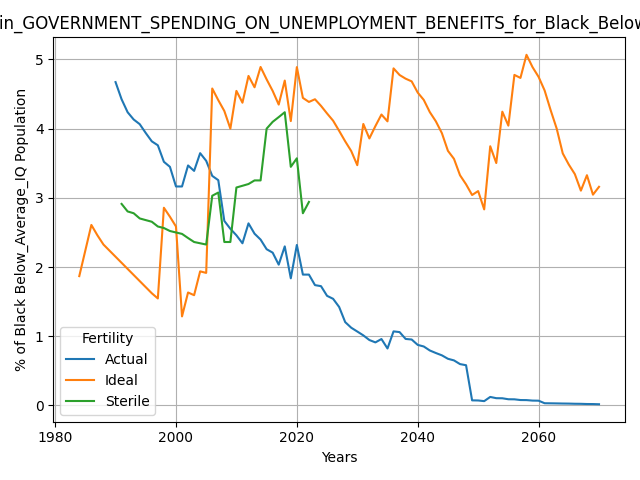 in_GOVERNMENT_SPENDING_ON_UNEMPLOYMENT_BENEFITS_for_Black_Below
% of Black Below_Average_IQ Population
5
4
3
2
1
0
Fertility
Actual
Ideal
Sterile
1980
2000
2020
2040
2060
Years